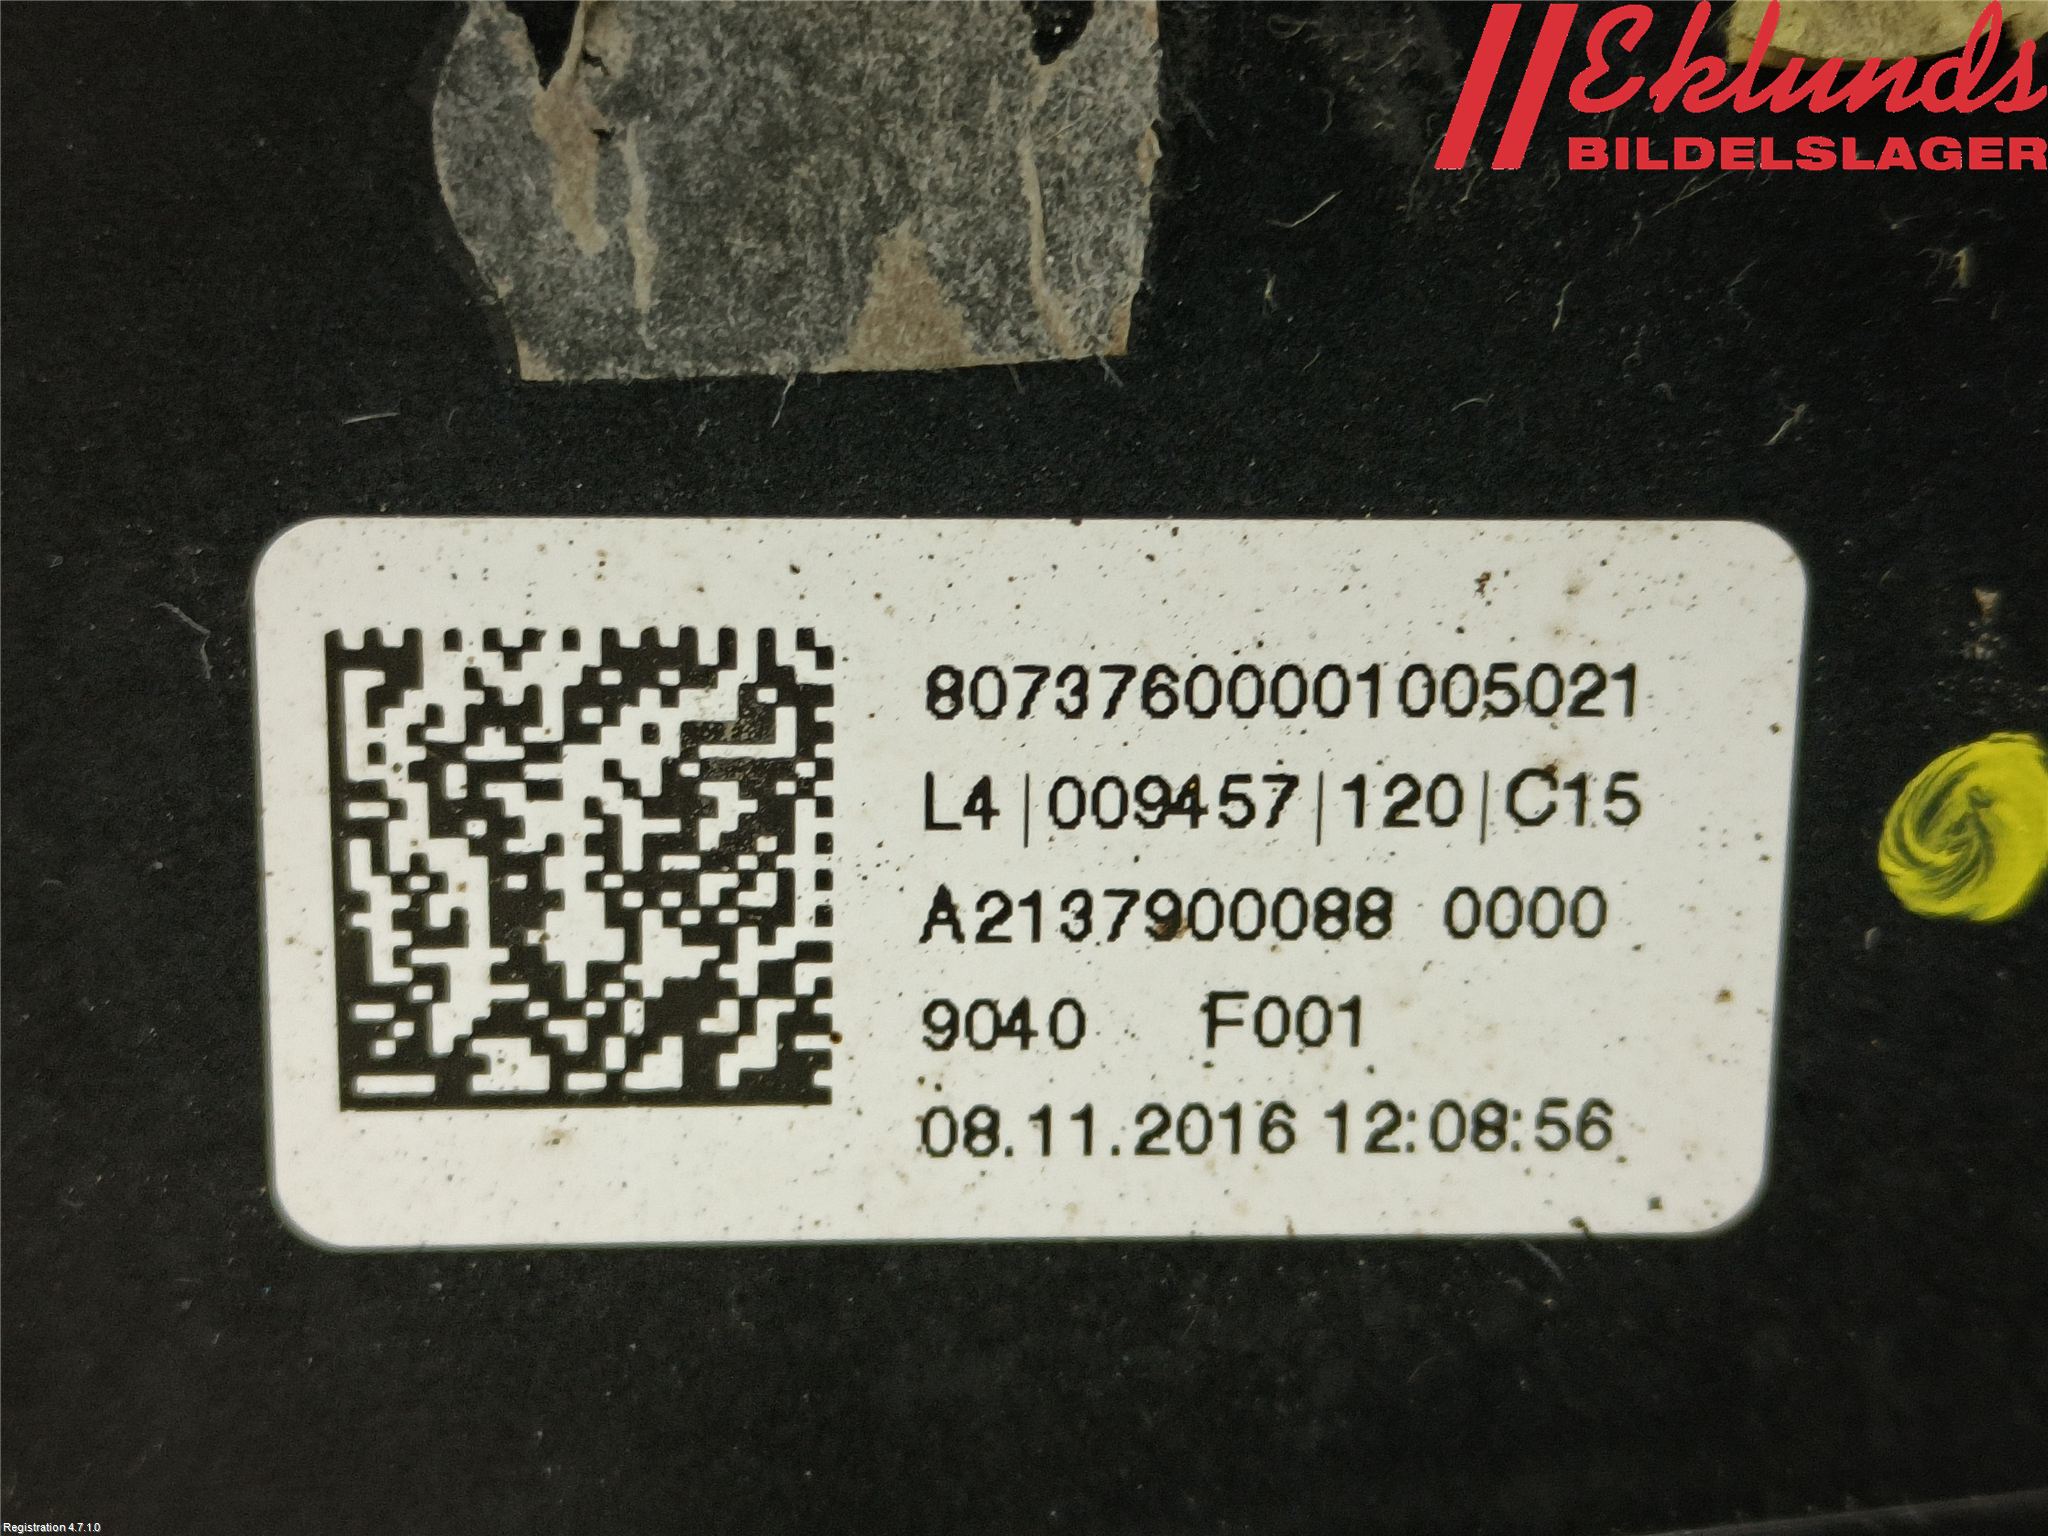 Eklunds
BILDELSLAGER
80737600001005021
L4|009457|120|C15
A2137900088 0000
9040 F001
08.11.2016 12:08:56
Registration 4.7.1.0